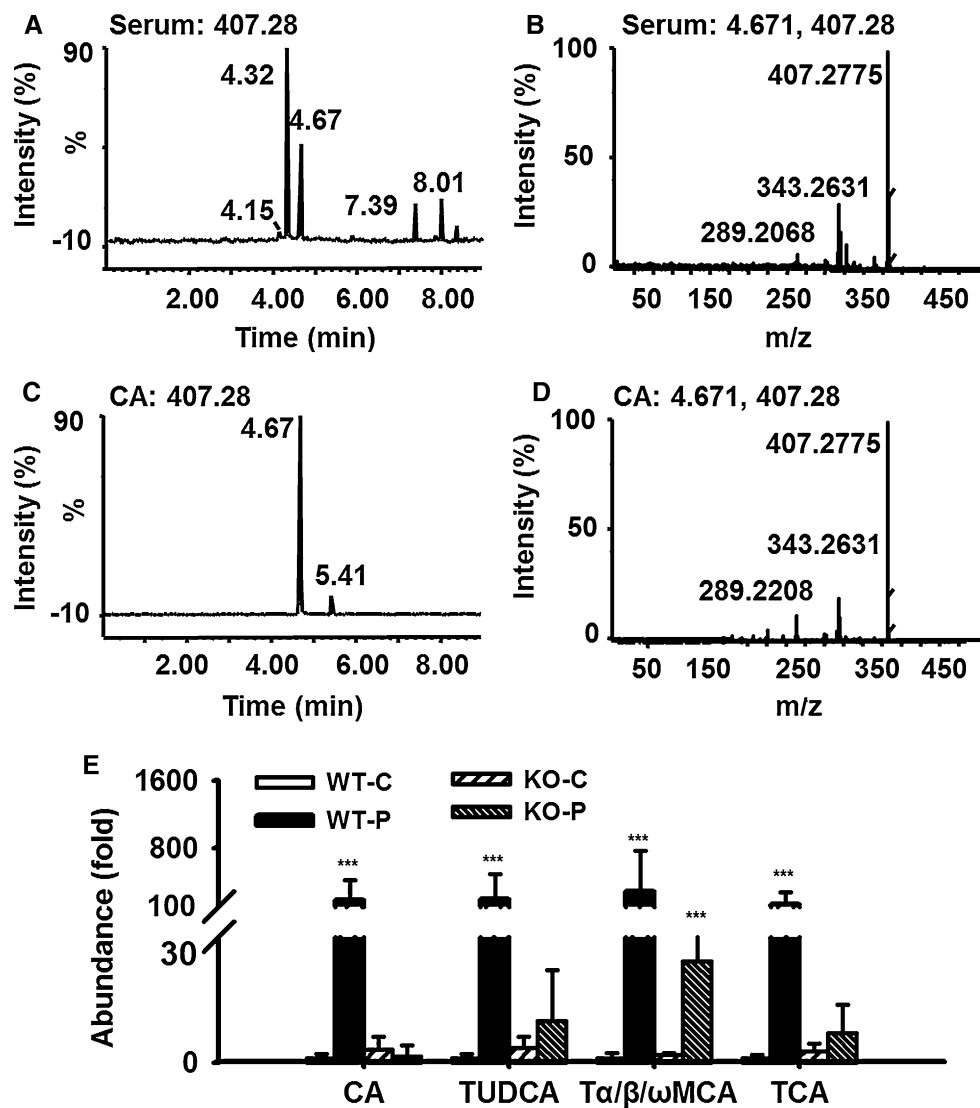 A
Serum: 407.28
90
4.32
4.67
4.15
7.39
8.01
-10
Intensity (%)
%
2.00 4.00 6.00 8.00
Time (min)
B
Serum: 4.671, 407.28
100
407.2775
50
343.2631
289.2068
0
Intensity (%)
50 150 250 350 450
m/z
C
CA: 407.28
90
4.67
5.41
-10
Intensity (%)
%
2.00 4.00 6.00 8.00
Time (min)
D
CA: 4.671, 407.28
100
407.2775
50
343.2631
289.2208
0
Intensity (%)
50 150 250 350 450
m/z
E
1600
WT-C
KO-C
WT-P
KO-P
800
***
***
***
***
100
***
30
0
Abundance (fold)
CA TUDCA Tα/β/ωMCA TCA